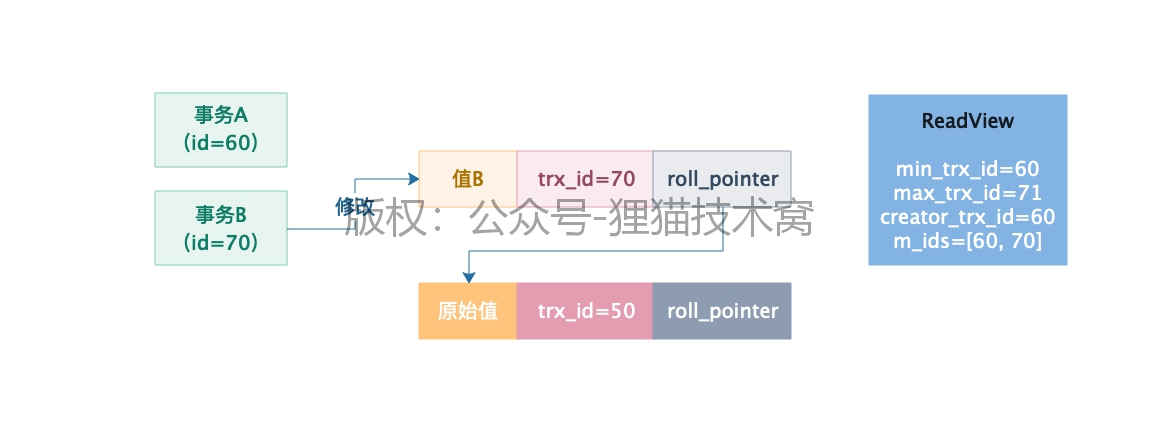 事务A
(id=60)
事务B
(id=70)
修改
值B
trx_id=70
roll_pointer
版权：公众号-狸猫技术窝
原始值
trx_id=50
roll_pointer
ReadView
min_trx_id=60
max_trx_id=71
creator_trx_id=60
m_ids=[60, 70]